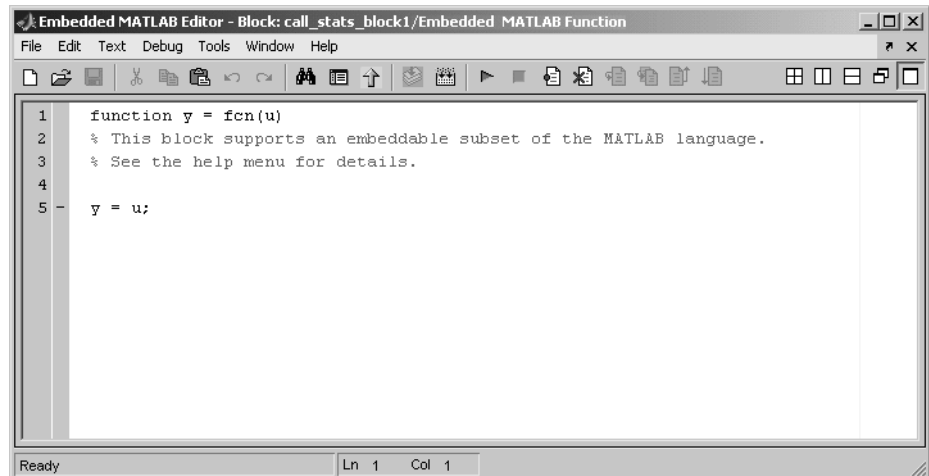 Embedded MATLAB Editor - Block: call_stats_block1/Embedded MATLAB Function
File Edit Text Debug Tools Window Help
1 function y = fcn(u)
2 % This block supports an embeddable subset of the MATLAB language.
3 % See the help menu for details.
4
5 - y = u;
Ready Ln 1 Col 1